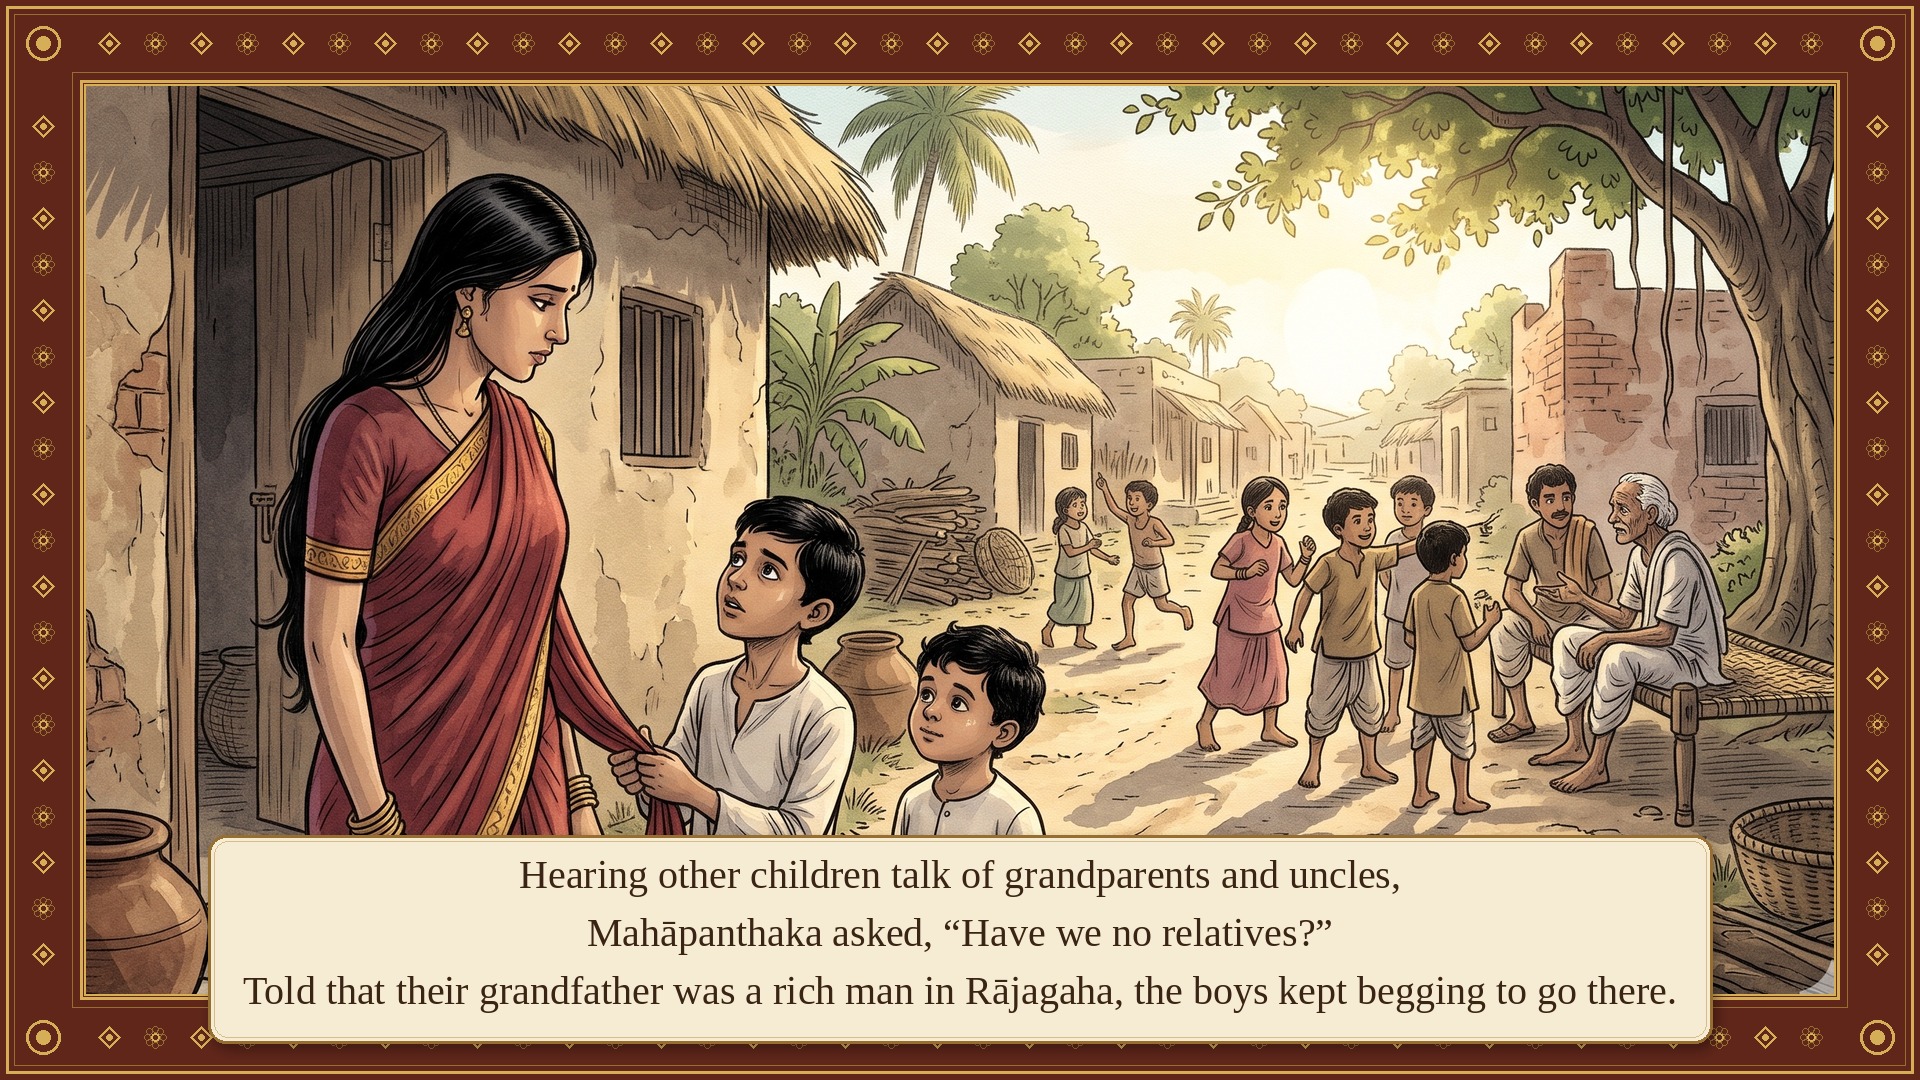 Hearing other children talk of grandparents and uncles,
Mahāpanthaka asked, “Have we no relatives?”
Told that their grandfather was a rich man in Rājagaha, the boys kept begging to go there.